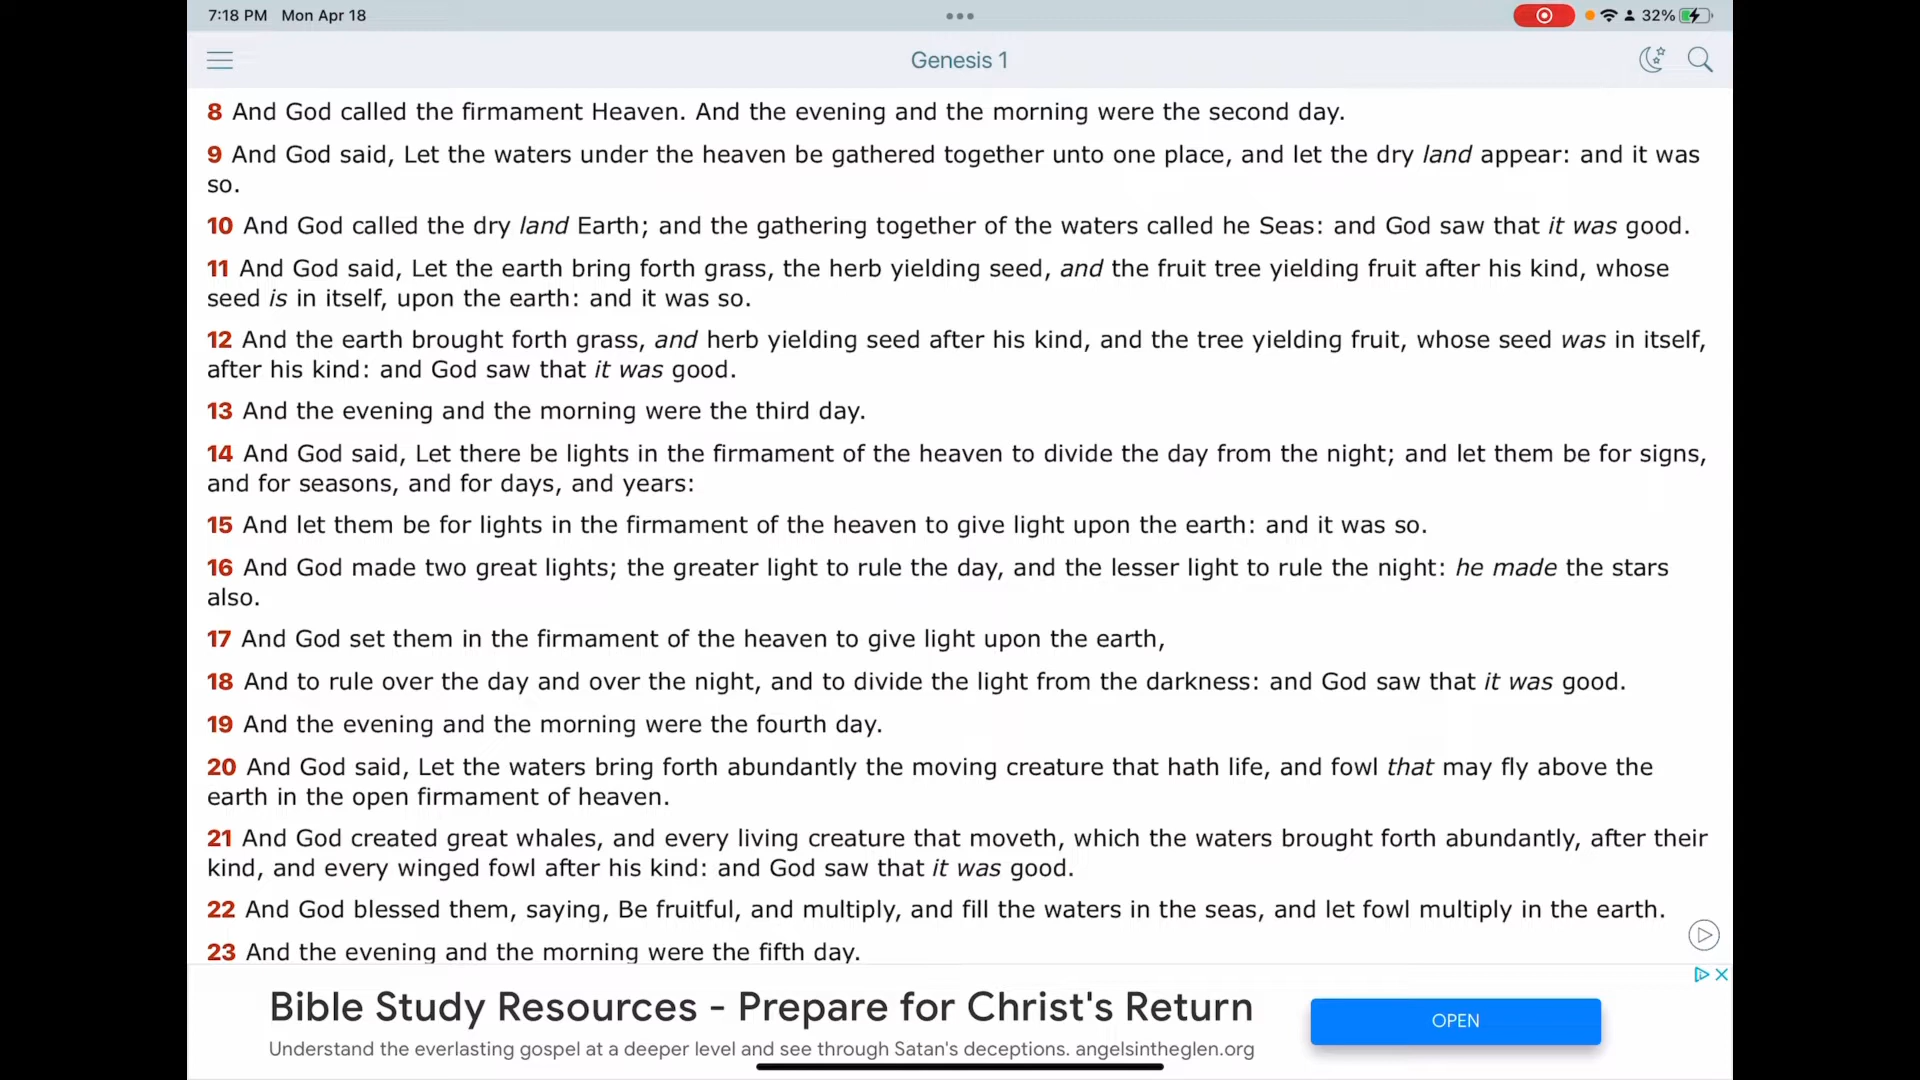 7:18 PM Mon Apr 18
32%
Genesis 1
8 And God called the firmament Heaven. And the evening and the morning were the second day.
9 And God said, Let the waters under the heaven be gathered together unto one place, and let the dry land appear: and it was
so.
10 And God called the dry land Earth; and the gathering together of the waters called he Seas: and God saw that it was good.
11 And God said, Let the earth bring forth grass, the herb yielding seed, and the fruit tree yielding fruit after his kind, whose
seed is in itself, upon the earth: and it was so.
12 And the earth brought forth grass, and herb yielding seed after his kind, and the tree yielding fruit, whose seed was in itself,
after his kind: and God saw that it was good.
13 And the evening and the morning were the third day.
14 And God said, Let there be lights in the firmament of the heaven to divide the day from the night; and let them be for signs,
and for seasons, and for days, and years:
15 And let them be for lights in the firmament of the heaven to give light upon the earth: and it was so.
16 And God made two great lights; the greater light to rule the day, and the lesser light to rule the night: he made the stars
also.
17 And God set them in the firmament of the heaven to give light upon the earth,
18 And to rule over the day and over the night, and to divide the light from the darkness: and God saw that it was good.
19 And the evening and the morning were the fourth day.
20 And God said, Let the waters bring forth abundantly the moving creature that hath life, and fowl that may fly above the
earth in the open firmament of heaven.
21 And God created great whales, and every living creature that moveth, which the waters brought forth abundantly, after their
kind, and every winged fowl after his kind: and God saw that it was good.
22 And God blessed them, saying, Be fruitful, and multiply, and fill the waters in the seas, and let fowl multiply in the earth.
23 And the evening and the morning were the fifth day.
Bible Study Resources - Prepare for Christ's Return
Understand the everlasting gospel at a deeper level and see through Satan's deceptions. angelsintheglen.org
OPEN